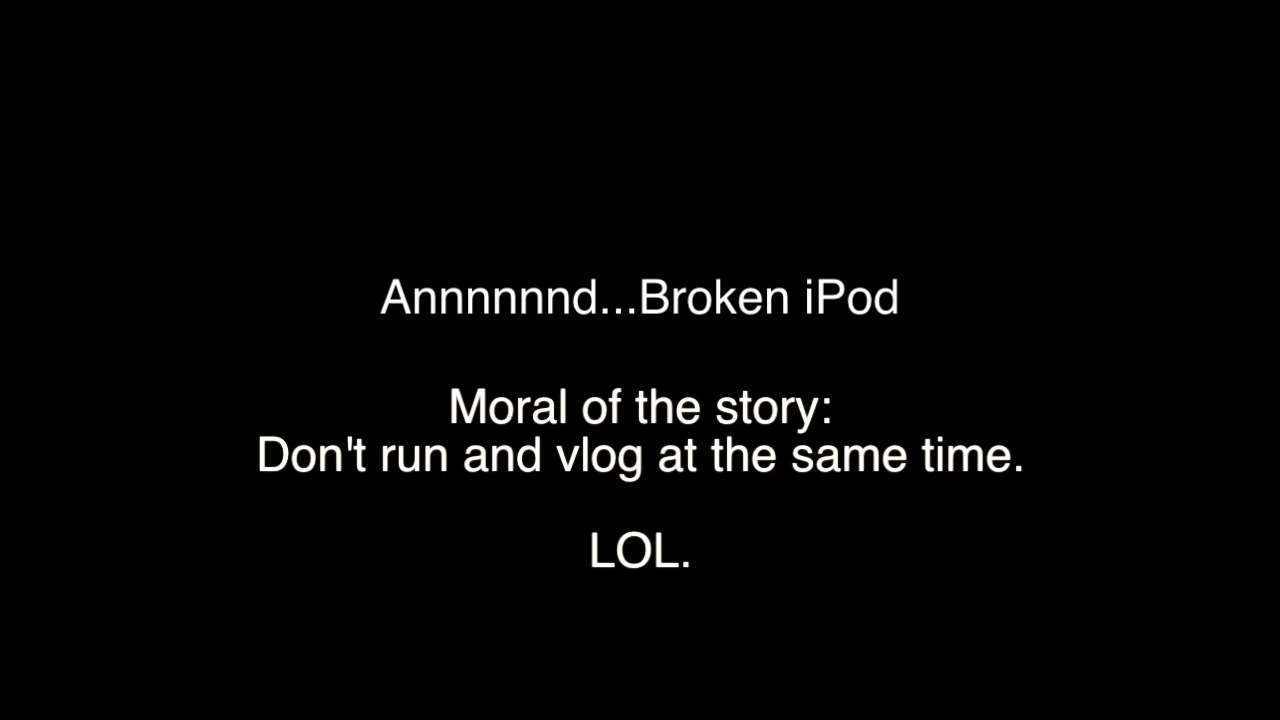 Annnnnnd...Broken iPod
Moral of the story:
Don't run and vlog at the same time.
LOL.